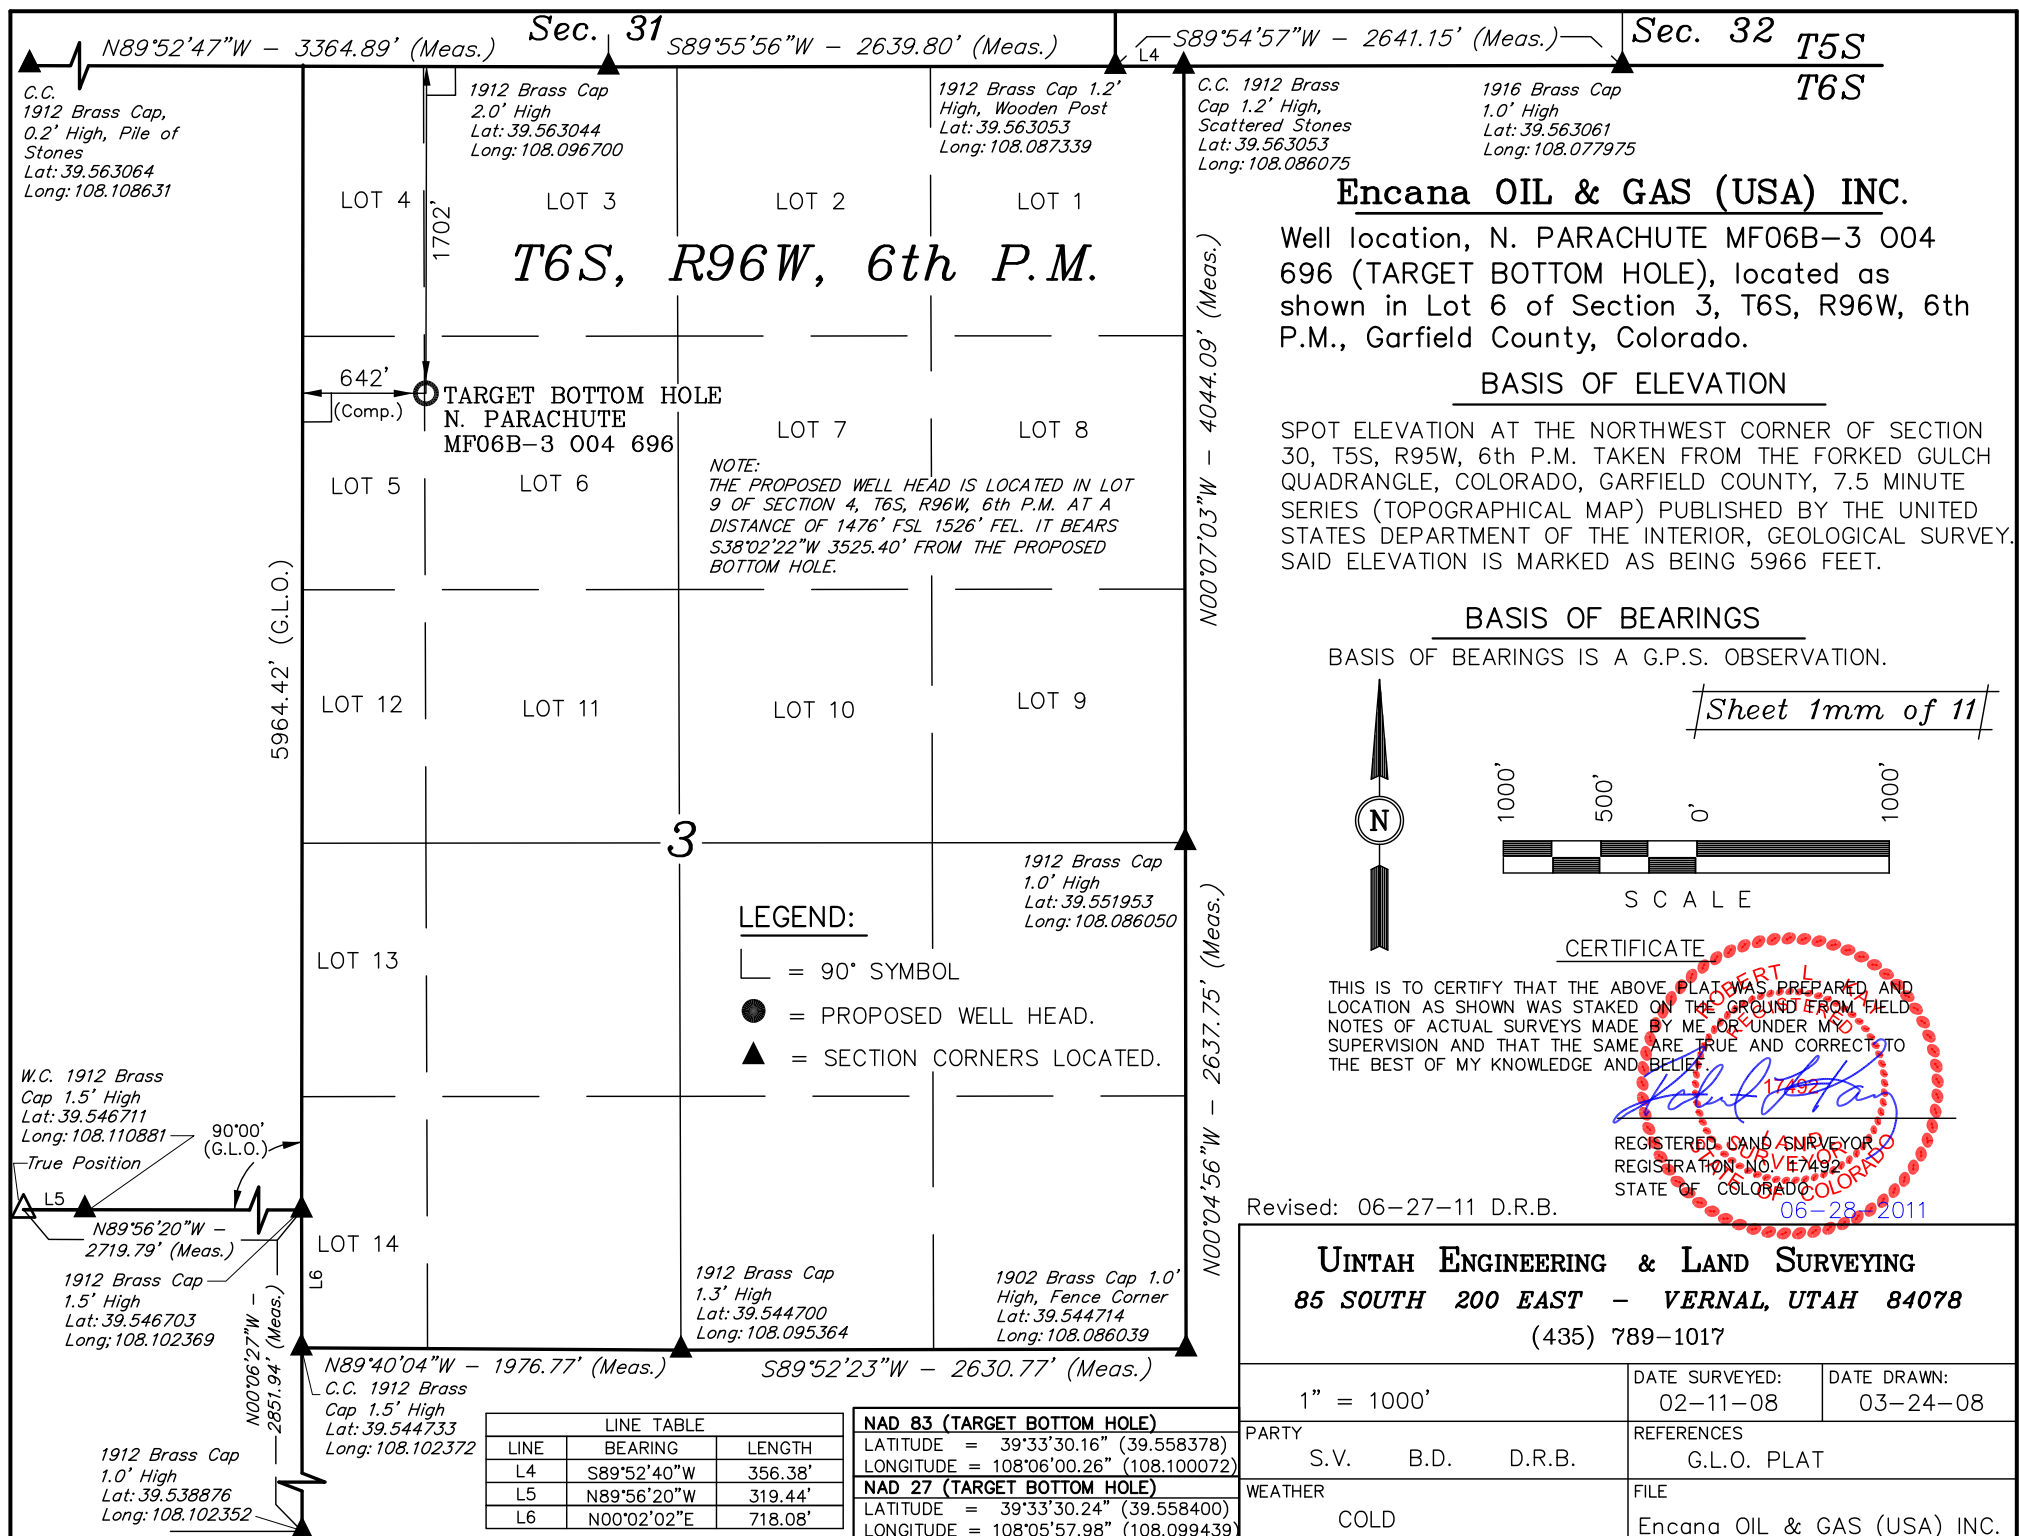 N89°52'47"W - 3364.89' (Meas.)
Sec. 31
S89°55'56"W - 2639.80' (Meas.)
L4
S89°54'57"W - 2641.15' (Meas.)
Sec. 32
T5S
T6S
C.C.
1912 Brass Cap,
0.2' High, Pile of
Stones
Lat:39.563064
Long:108.108631
1912 Brass Cap
2.0' High
Lat:39.563044
Long:108.096700
1912 Brass Cap 1.2'
High, Wooden Post
Lat:39.563053
Long:108.087339
C.C. 1912 Brass
Cap 1.2' High,
Scattered Stones
Lat:39.563053
Long:108.086075
1916 Brass Cap
1.0' High
Lat:39.563061
Long:108.077975
LOT 4
LOT 3
LOT 2
LOT 1
1702'
T6S, R96W, 6th P.M.
642'
(Comp.)
TARGET BOTTOM HOLE
N. PARACHUTE
MF06B-3 O04 696
LOT 7
LOT 8
LOT 5
LOT 6
NOTE:
THE PROPOSED WELL HEAD IS LOCATED IN LOT
9 OF SECTION 4, T6S, R96W, 6th P.M. AT A
DISTANCE OF 1476' FSL 1526' FEL. IT BEARS
S38°02'22"W 3525.40' FROM THE PROPOSED
BOTTOM HOLE.
5964.42' (G.L.O.)
N00°07'03"W - 4044.09' (Meas.)
LOT 12
LOT 11
LOT 10
LOT 9
3
1912 Brass Cap
1.0' High
Lat:39.551953
Long:108.086050
LEGEND:
= 90° SYMBOL
= PROPOSED WELL HEAD.
= SECTION CORNERS LOCATED.
LOT 13
N00°04'56"W - 2637.75' (Meas.)
W.C. 1912 Brass
Cap 1.5' High
Lat:39.546711
Long:108.110881
True Position
90°00'
(G.L.O.)
L5
N89°56'20"W -
2719.79' (Meas.)
LOT 14
L6
1912 Brass Cap
1.5' High
Lat:39.546703
Long;108.102369
N00°06'27"W -
2851.94' (Meas.)
1912 Brass Cap
1.3' High
Lat:39.544700
Long:108.095364
1902 Brass Cap 1.0'
High, Fence Corner
Lat:39.544714
Long:108.086039
N89°40'04"W - 1976.77' (Meas.)
S89°52'23"W - 2630.77' (Meas.)
C.C. 1912 Brass
Cap 1.5' High
Lat:39.544733
Long:108.102372
1912 Brass Cap
1.0' High
Lat:39.538876
Long:108.102352
LINE TABLE
LINE BEARING LENGTH
L4 S89°52'40"W 356.38'
L5 N89°56'20"W 319.44'
L6 N00°02'02"E 718.08'
NAD 83 (TARGET BOTTOM HOLE)
LATITUDE = 39°33'30.16" (39.558378)
LONGITUDE = 108°06'00.26" (108.100072)
NAD 27 (TARGET BOTTOM HOLE)
LATITUDE = 39°33'30.24" (39.558400)
LONGITUDE = 108°05'57.98" (108.099439)
Encana OIL & GAS (USA) INC.
Well location, N. PARACHUTE MF06B-3 O04
696 (TARGET BOTTOM HOLE), located as
shown in Lot 6 of Section 3, T6S, R96W, 6th
P.M., Garfield County, Colorado.
BASIS OF ELEVATION
SPOT ELEVATION AT THE NORTHWEST CORNER OF SECTION
30, T5S, R95W, 6th P.M. TAKEN FROM THE FORKED GULCH
QUADRANGLE, COLORADO, GARFIELD COUNTY, 7.5 MINUTE
SERIES (TOPOGRAPHICAL MAP) PUBLISHED BY THE UNITED
STATES DEPARTMENT OF THE INTERIOR, GEOLOGICAL SURVEY.
SAID ELEVATION IS MARKED AS BEING 5966 FEET.
BASIS OF BEARINGS
BASIS OF BEARINGS IS A G.P.S. OBSERVATION.
Sheet 1mm of 11
N
1000'
500'
0'
1000'
SCALE
CERTIFICATE
THIS IS TO CERTIFY THAT THE ABOVE PLAT WAS PREPARED AND
LOCATION AS SHOWN WAS STAKED ON THE GROUND FROM FIELD
NOTES OF ACTUAL SURVEYS MADE BY ME OR UNDER MY
SUPERVISION AND THAT THE SAME ARE TRUE AND CORRECT TO
THE BEST OF MY KNOWLEDGE AND BELIEF.
ROBERT L. KAY
REGISTERED
17492
LAND
SURVEYOR
STATE OF COLORADO
REGISTERED LAND SURVEYOR
REGISTRATION NO. 17492
STATE OF COLORADO
06-28-2011
Revised: 06-27-11 D.R.B.
UINTAH ENGINEERING & LAND SURVEYING
85 SOUTH 200 EAST - VERNAL, UTAH 84078
(435) 789-1017
1" = 1000'
DATE SURVEYED:
02-11-08
DATE DRAWN:
03-24-08
PARTY
S.V. B.D. D.R.B.
REFERENCES
G.L.O. PLAT
WEATHER
COLD
FILE
Encana OIL & GAS (USA) INC.